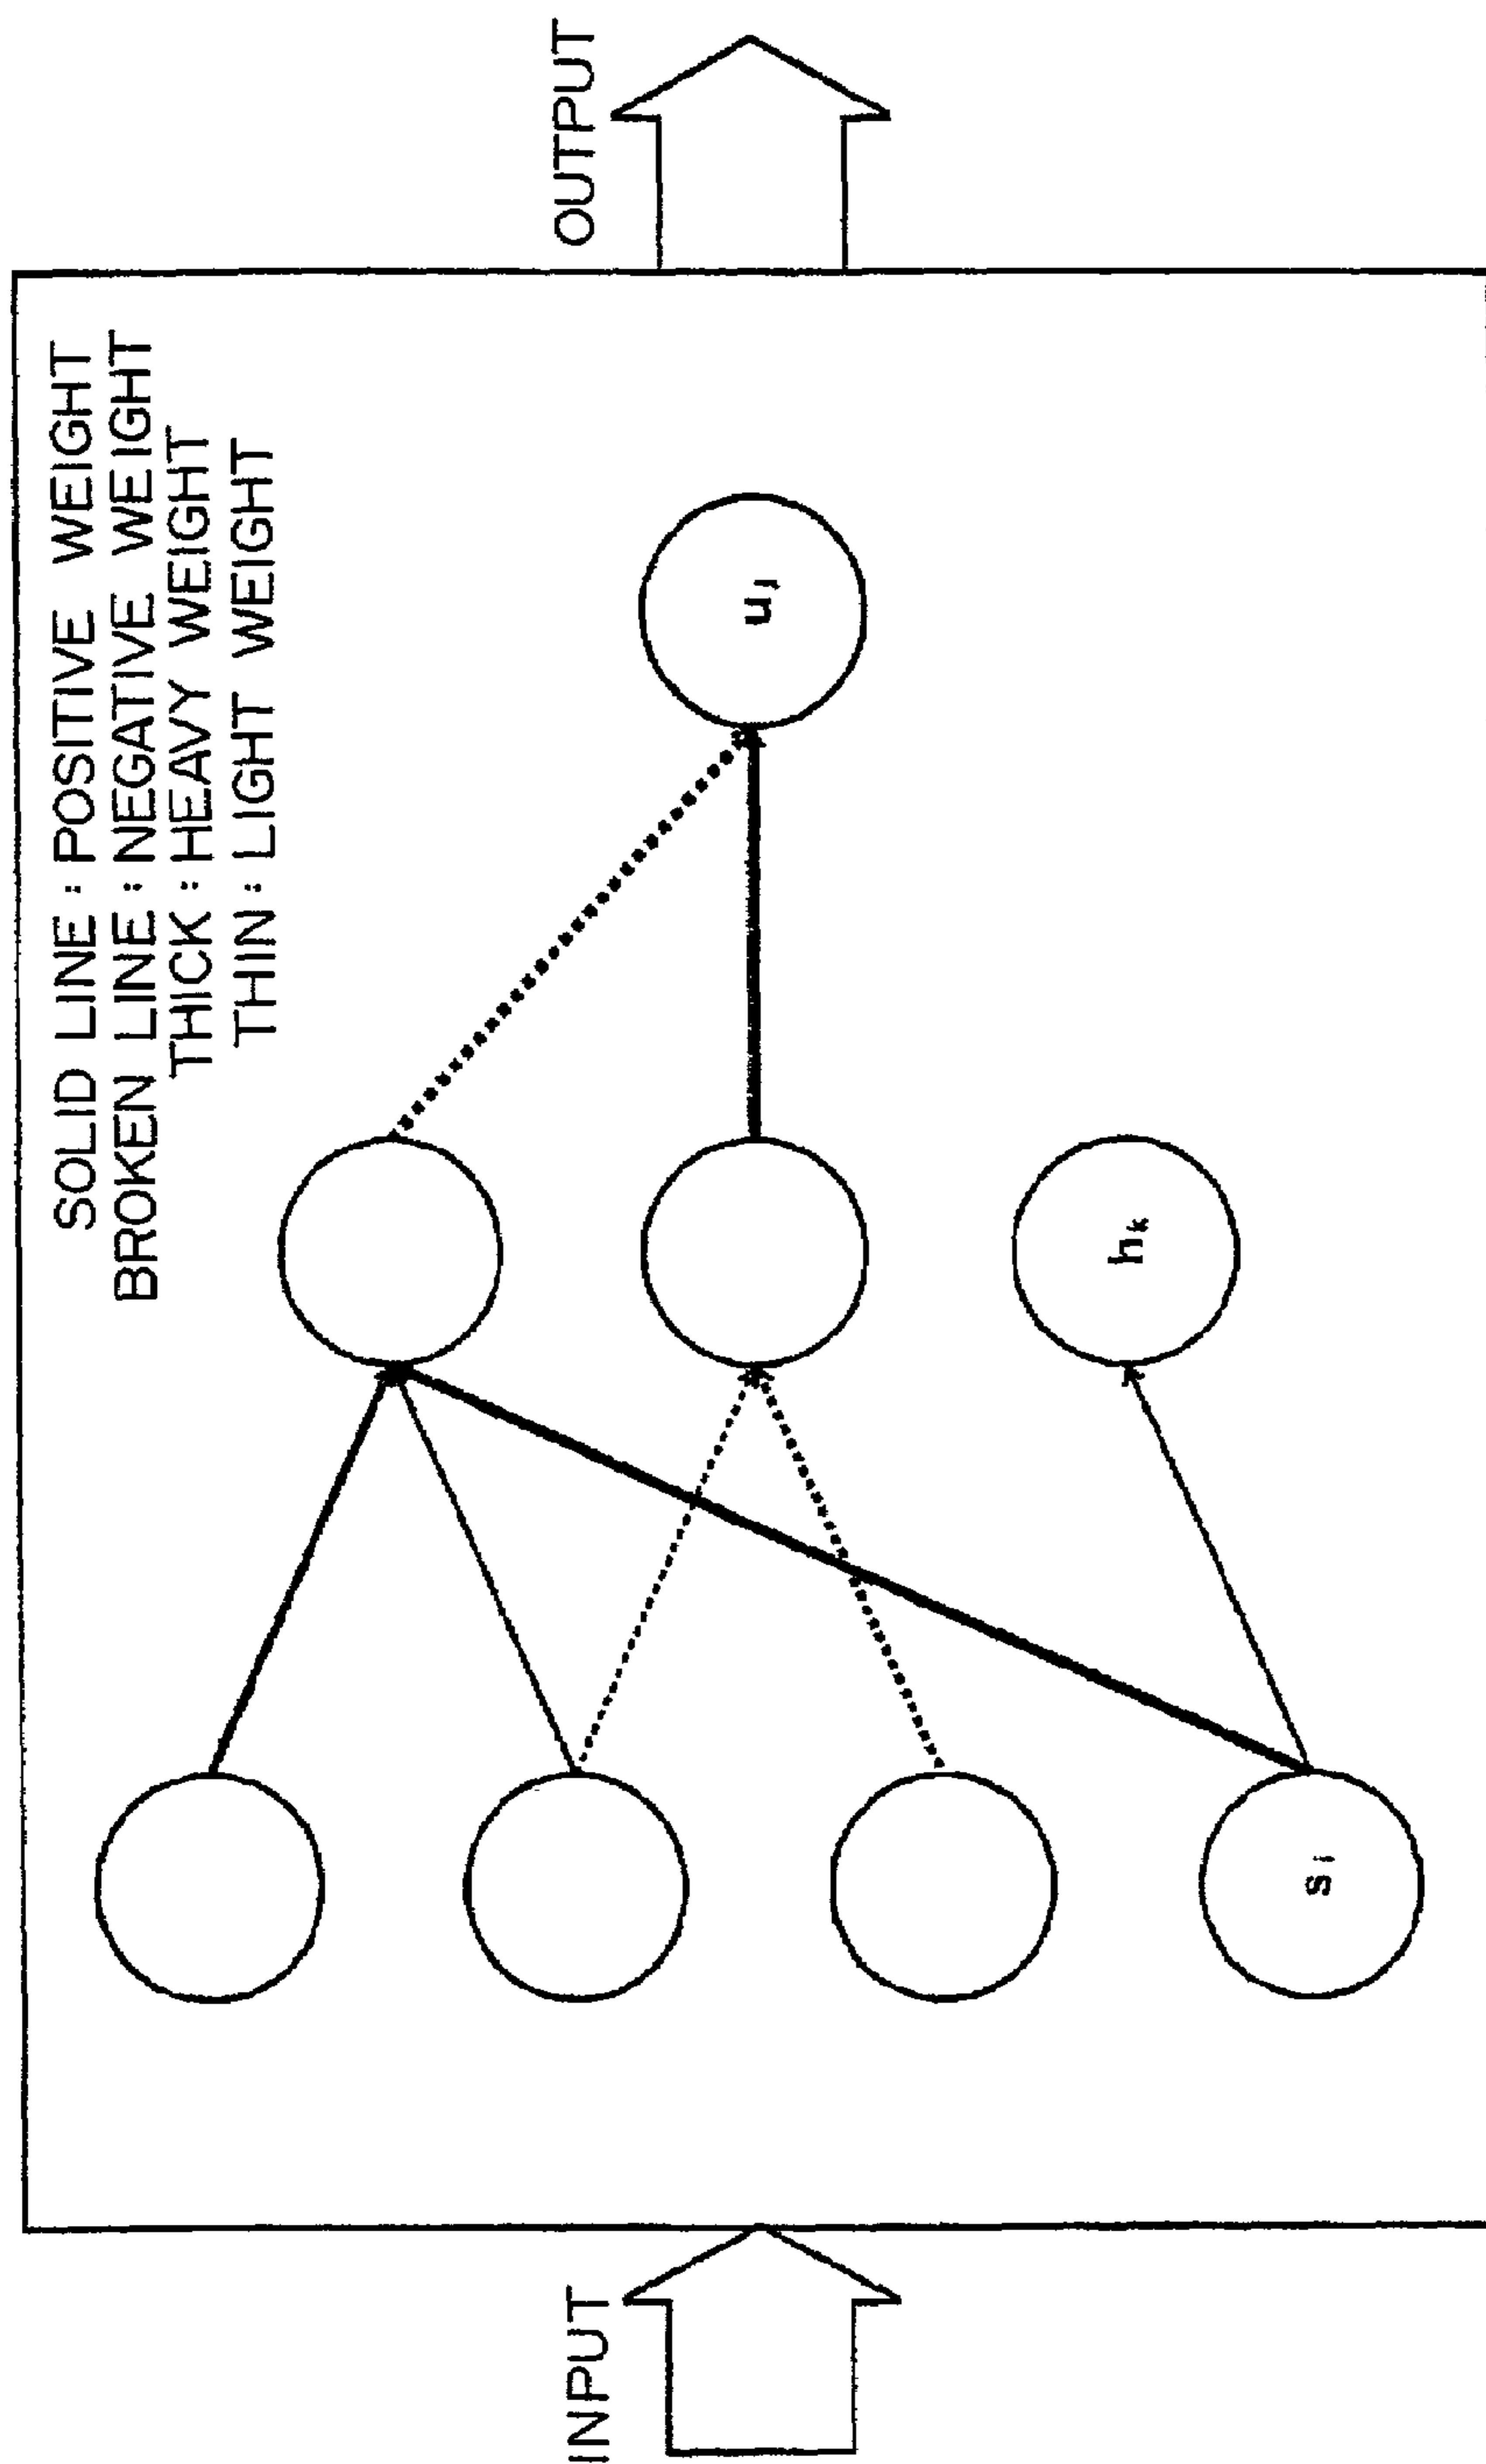 SOLID LINE : POSITIVE WEIGHT
BROKEN LINE : NEGATIVE WEIGHT
THICK : HEAVY WEIGHT
THIN : LIGHT WEIGHT
INPUT
OUTPUT
uj
hk
si